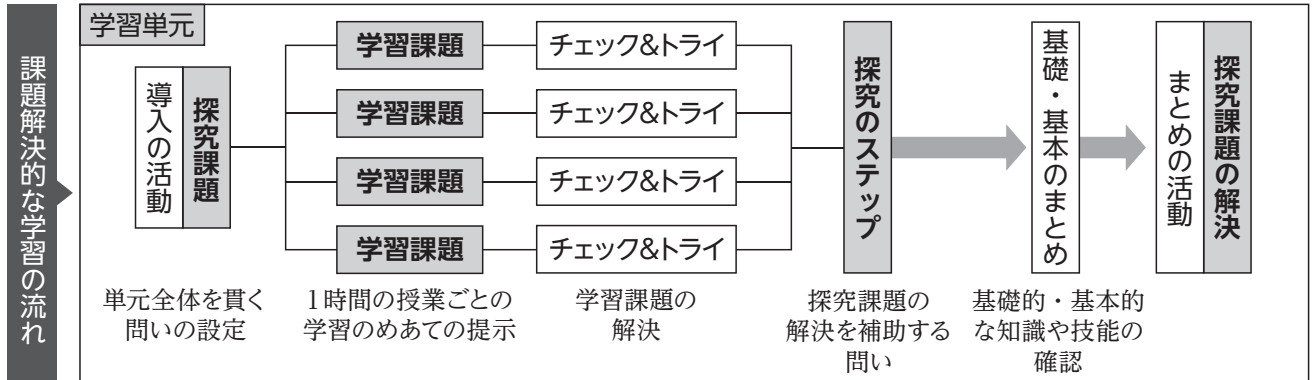 課題解決的な学習の流れ
学習単元
導入の活動
探究課題
学習課題
チェック&トライ
学習課題
チェック&トライ
学習課題
チェック&トライ
学習課題
チェック&トライ
探究のステップ
基礎・基本のまとめ
まとめの活動
探究課題の解決
単元全体を貫く
問いの設定
1時間の授業ごとの
学習のめあての提示
学習課題の
解決
探究課題の
解決を補助する
問い
基礎的・基本的
な知識や技能の
確認